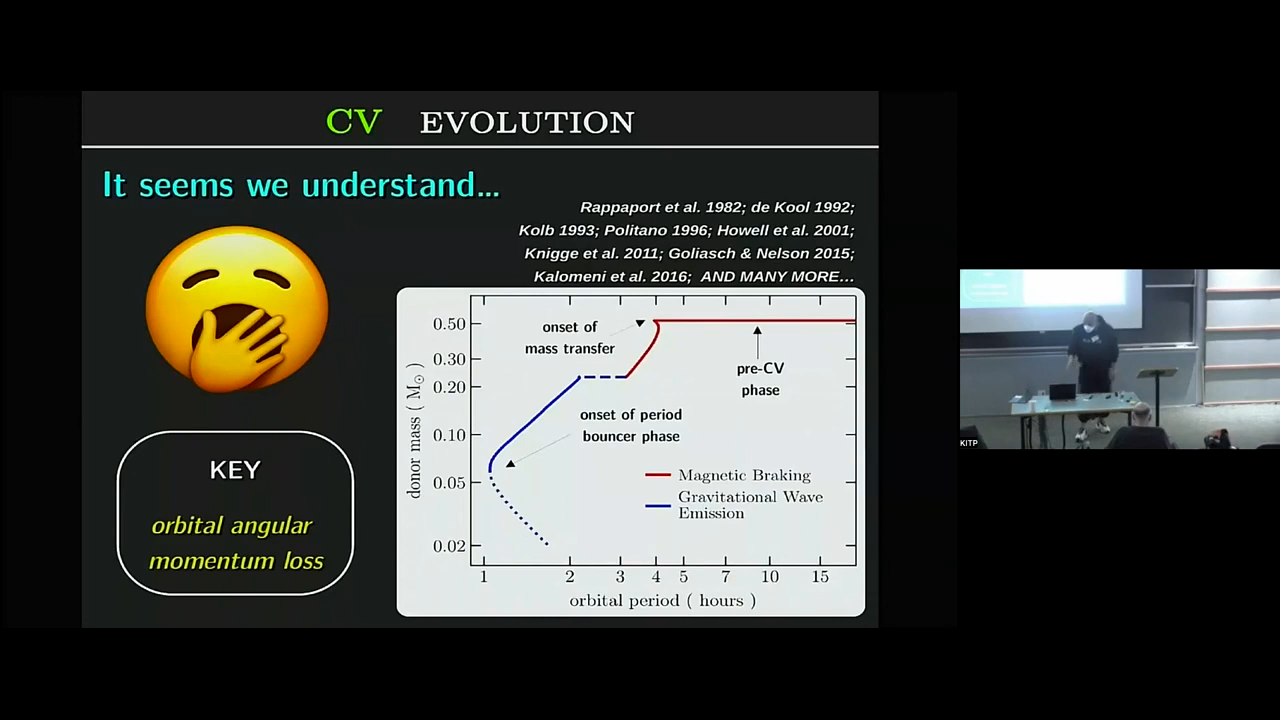 CV EVOLUTION
It seems we understand...
Rappaport et al. 1982; de Kool 1992;
Kolb 1993; Politano 1996; Howell et al. 2001;
Knigge et al. 2011; Goliasch & Nelson 2015;
Kalomeni et al. 2016; AND MANY MORE...
KEY
orbital angular
momentum loss
donor mass ( M☉ )
0.50
0.30
0.20
0.10
0.05
0.02
onset of
mass transfer
pre-CV
phase
onset of period
bouncer phase
Magnetic Braking
Gravitational Wave
Emission
1 2 3 4 5 7 10 15
orbital period ( hours )
KITP